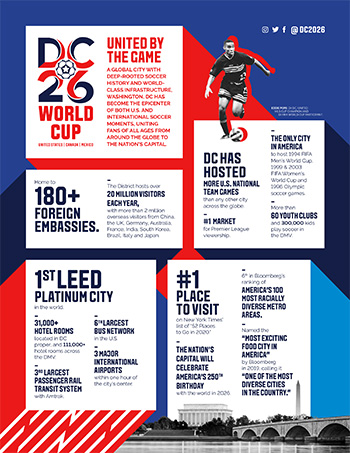 @DC2026
DC
26
WORLD
CUP
UNITED STATES | CANADA | MEXICO
UNITED BY
THE GAME
A GLOBAL CITY WITH
DEEP-ROOTED SOCCER
HISTORY AND WORLD-
CLASS INFRASTRUCTURE,
WASHINGTON, DC HAS
BECOME THE EPICENTER
OF BOTH U.S. AND
INTERNATIONAL SOCCER
MOMENTS, UNITING
FANS OF ALL AGES FROM
AROUND THE GLOBE TO
THE NATION'S CAPITAL.
DC HAS
HOSTED
MORE U.S. NATIONAL
TEAM GAMES
than any other city
across the globe.
#1 MARKET
for Premier League
viewership.
THE ONLY CITY
IN AMERICA
to host 1994 FIFA
Men's World Cup,
1999 & 2003
FIFA Women's
World Cup and
1996 Olympic
soccer games.
More than
60 YOUTH CLUBS
and 300,000 kids
play soccer in
the DMV.
Home to
180+
FOREIGN
EMBASSIES.
The District hosts over
20 MILLION VISITORS
EACH YEAR,
with more than 2 million
overseas visitors from China,
the UK, Germany, Australia,
France, India, South Korea,
Brazil, Italy and Japan
1ST LEED
PLATINUM CITY
in the world.
31,000+
HOTEL ROOMS
located in DC
proper, and 111,000+
hotel rooms across
the DMV.
3RD LARGEST
PASSENGER RAIL
TRANSIT SYSTEM
with Amtrak.
6TH LARGEST
BUS NETWORK
in the U.S.
3 MAJOR
INTERNATIONAL
AIRPORTS
within one hour of
the city's center
#1
PLACE
TO VISIT
on New York Times'
list of "52 Places
to Go in 2020"
THE NATION'S
CAPITAL WILL
CELEBRATE
AMERICA'S 250TH
BIRTHDAY
with the world in 2026.
6th in Bloomberg's
ranking of
AMERICA'S 100
MOST RACIALLY
DIVERSE METRO
AREAS.
Named the
"MOST EXCITING
FOOD CITY IN
AMERICA"
by Bloomberg
in 2019, calling it
"ONE OF THE MOST
DIVERSE CITIES
IN THE COUNTRY."